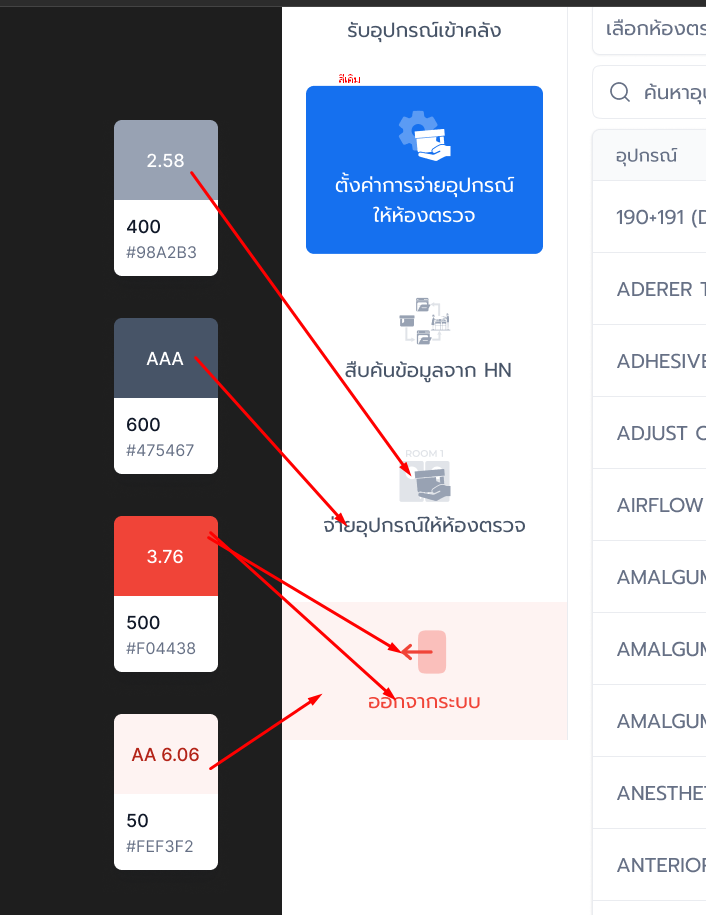 รับอุปกรณ์เข้าคลัง
เลือกห้องตร
สีเดิม
ค้นหาอุป
2.58
400
#98A2B3
ตั้งค่าการจ่ายอุปกรณ์
ให้ห้องตรวจ
อุปกรณ์
190+191 (D
ADERER T
AAA
600
#475467
สืบค้นข้อมูลจาก HN
ADHESIVE
ADJUST C
ROOM 1
จ่ายอุปกรณ์ให้ห้องตรวจ
AIRFLOW
3.76
500
#F04438
AMALGUM
AMALGUM
ออกจากระบบ
AMALGUM
AA 6.06
50
#FEF3F2
ANESTHET
ANTERIOR